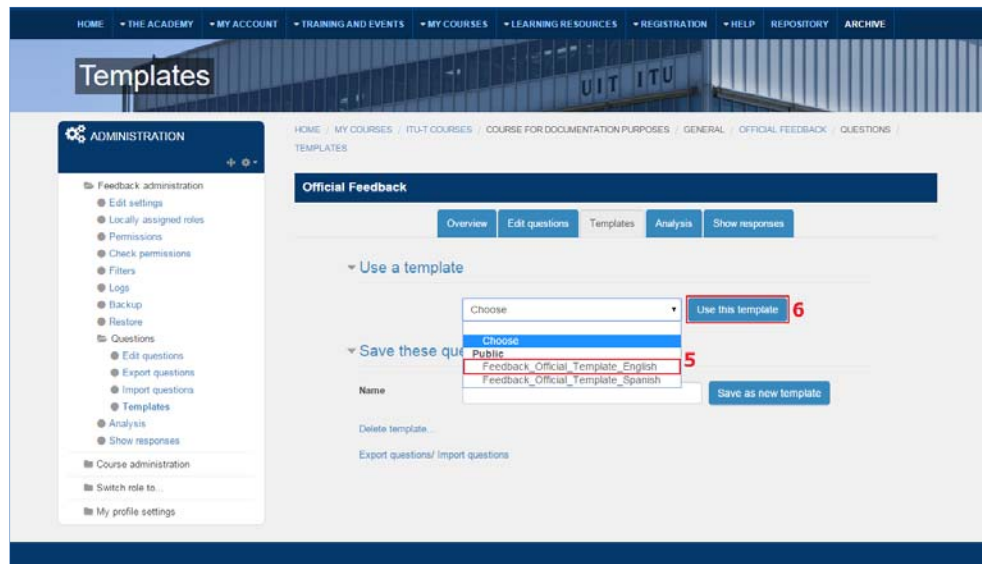 HOME THE ACADEMY MY ACCOUNT TRAINING AND EVENTS MY COURSES LEARNING RESOURCES REGISTRATION HELP REPOSITORY ARCHIVE
Templates
UIT ITU
ADMINISTRATION
HOME / MY COURSES / ITU-T COURSES / COURSE FOR DOCUMENTATION PURPOSES / GENERAL / OFFICIAL FEEDBACK / QUESTIONS /
TEMPLATES
Feedback administration
Edit settings
Locally assigned roles
Permissions
Check permissions
Filters
Logs
Backup
Restore
Questions
Edit questions
Export questions
Import questions
Templates
Analysis
Show responses
Course administration
Switch role to...
My profile settings
Official Feedback
Overview Edit questions Templates Analysis Show responses
Use a template
Choose Use this template 6
Choose
Public
Feedback_Official_Template_English 5
Feedback_Official_Template_Spanish
Save these que
Name Save as new template
Delete template...
Export questions/ Import questions